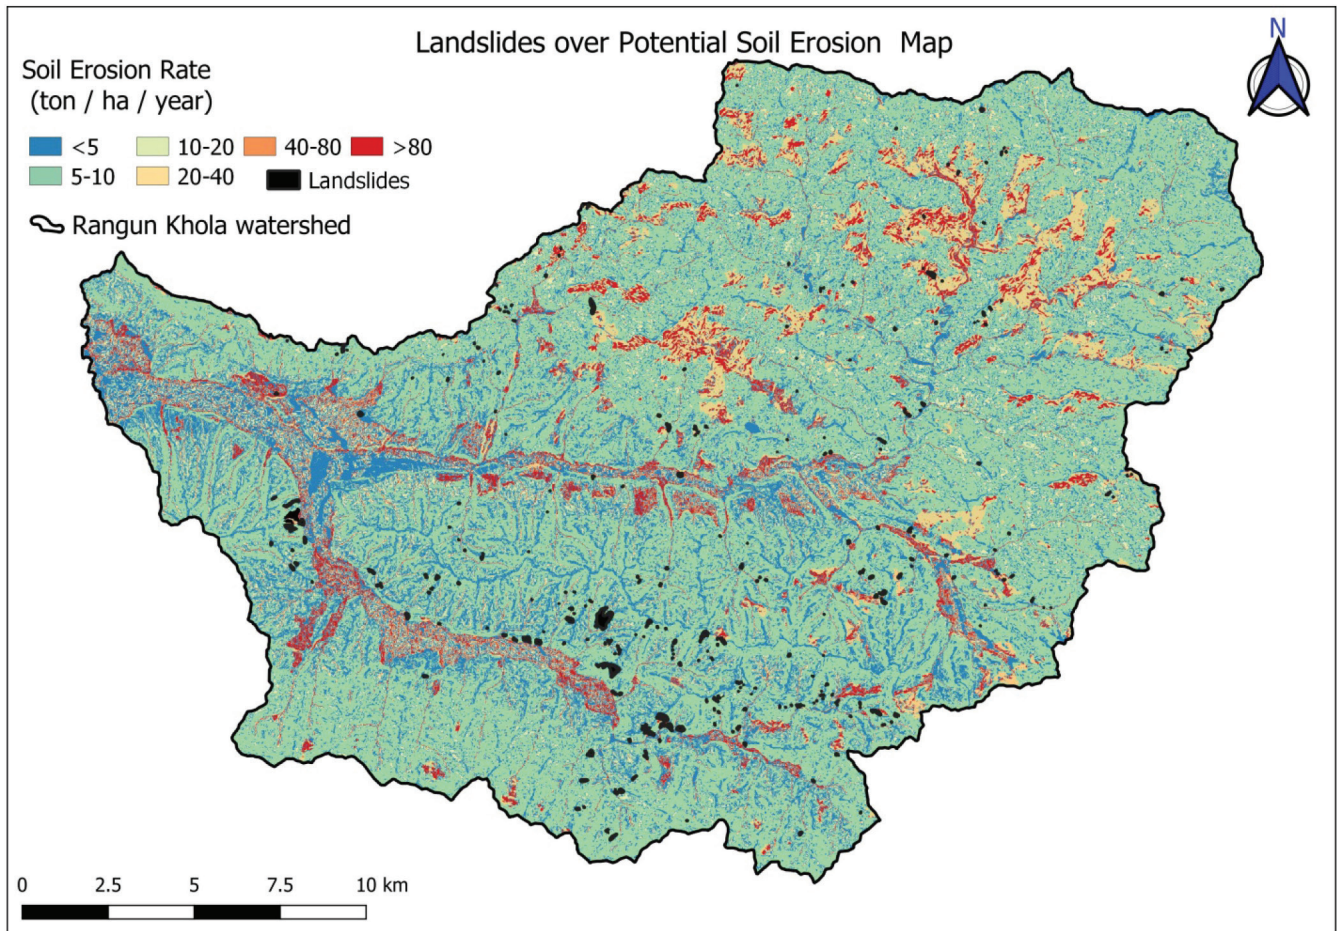 Landslides over Potential Soil Erosion Map
N
Soil Erosion Rate
(ton / ha / year)
<5 10-20 40-80 >80
5-10 20-40 Landslides
Rangun Khola watershed
0 2.5 5 7.5 10 km